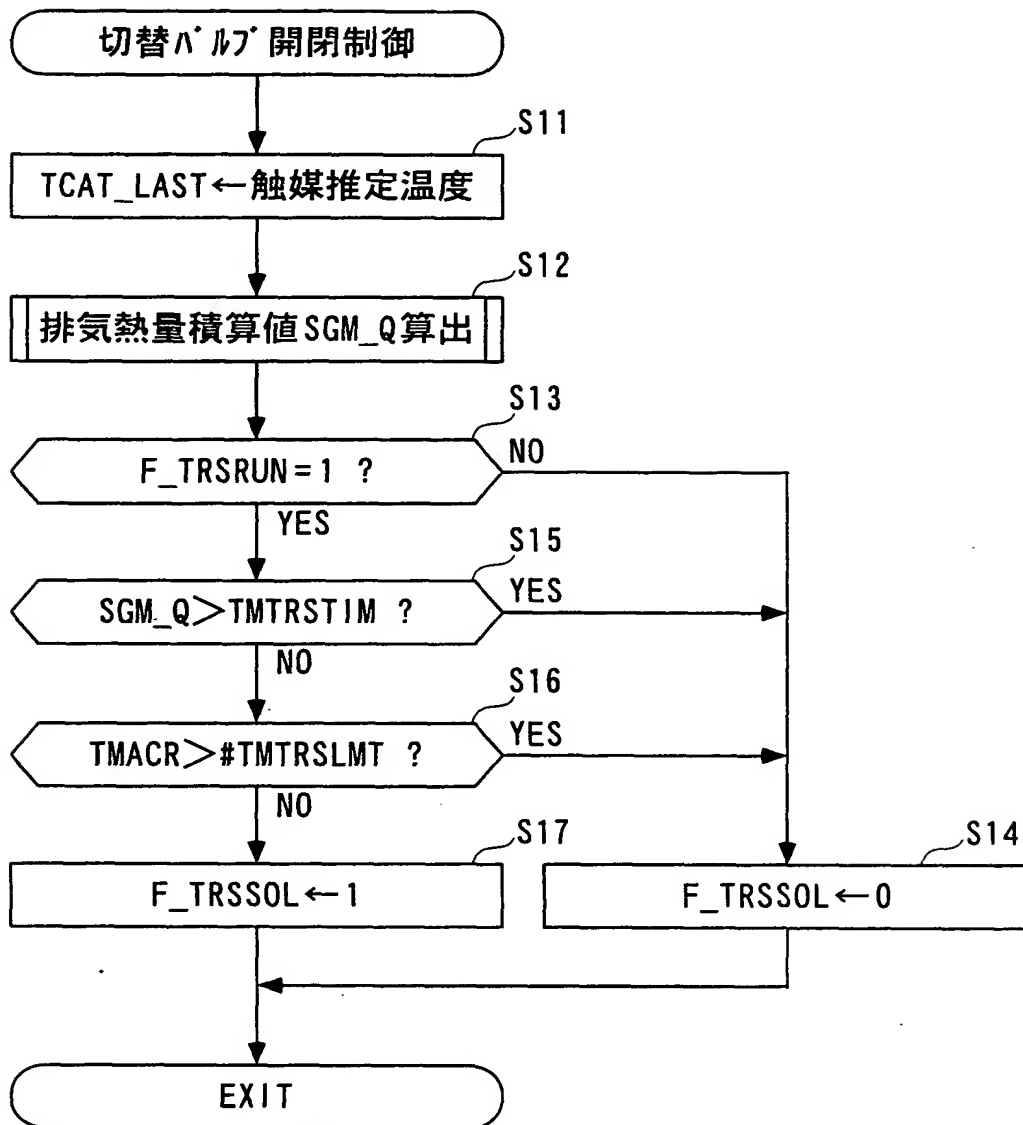 切替ﾊﾞﾙﾌﾞ開閉制御
S11
TCAT_LAST←触媒推定温度
S12
排気熱量積算値SGM_Q算出
S13
F_TRSRUN=1 ?
NO
YES
S15
SGM_Q＞TMTRSTIM ?
YES
NO
S16
TMACR＞#TMTRSLMT ?
YES
NO
S17
F_TRSSOL←1
S14
F_TRSSOL←0
EXIT